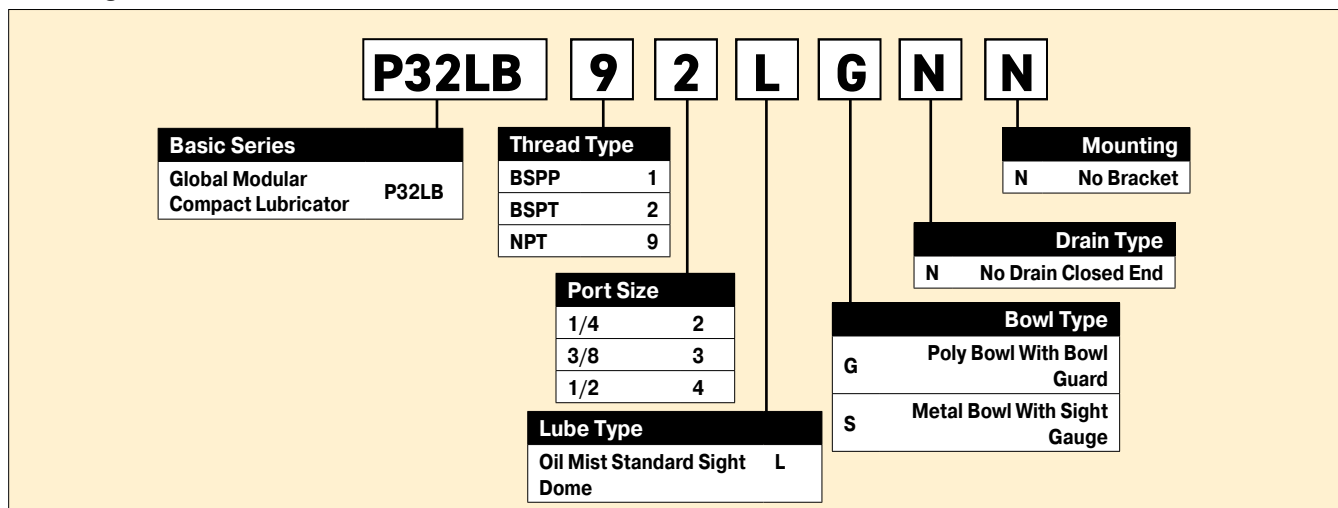 P32LB 9 2 L G N N
Basic Series
Global Modular
Compact Lubricator P32LB
Thread Type
BSPP 1
BSPT 2
NPT 9
Mounting
N No Bracket
Drain Type
N No Drain Closed End
Port Size
1/4 2
3/8 3
1/2 4
Bowl Type
G Poly Bowl With Bowl
Guard
S Metal Bowl With Sight
Gauge
Lube Type
Oil Mist Standard Sight L
Dome